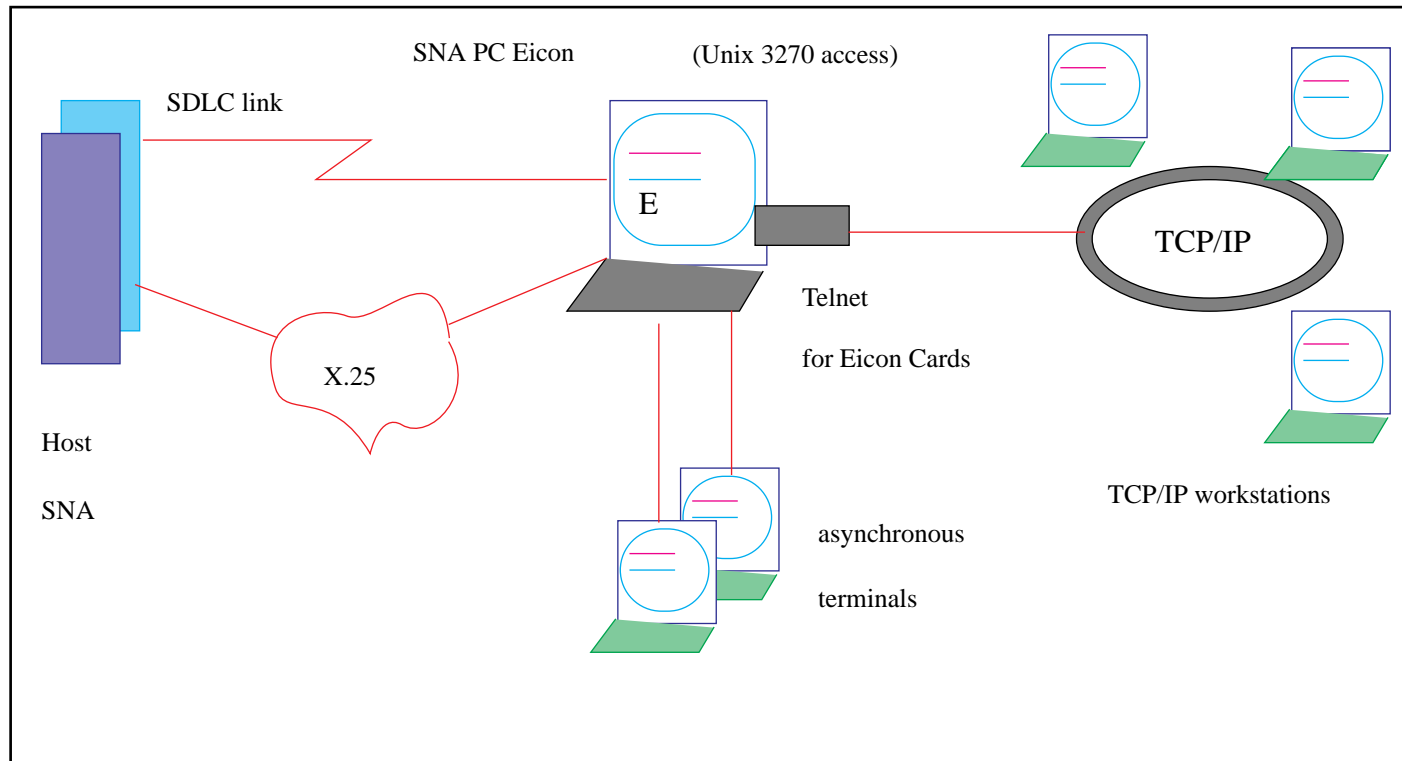 SNA PC Eicon (Unix 3270 access)
SDLC link
E
TCP/IP
Telnet
for Eicon Cards
X.25
Host
SNA
TCP/IP workstations
asynchronous
terminals